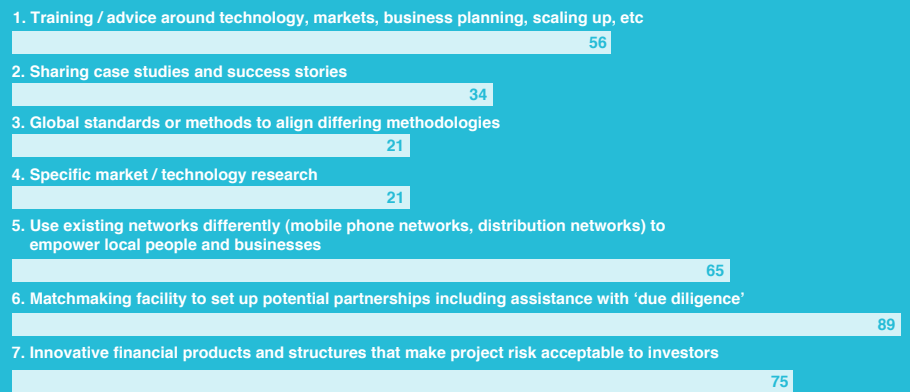 1. Training / advice around technology, markets, business planning, scaling up, etc
56
2. Sharing case studies and success stories
34
3. Global standards or methods to align differing methodologies
21
4. Specific market / technology research
21
5. Use existing networks differently (mobile phone networks, distribution networks) to
empower local people and businesses
65
6. Matchmaking facility to set up potential partnerships including assistance with ‘due diligence’
89
7. Innovative financial products and structures that make project risk acceptable to investors
75